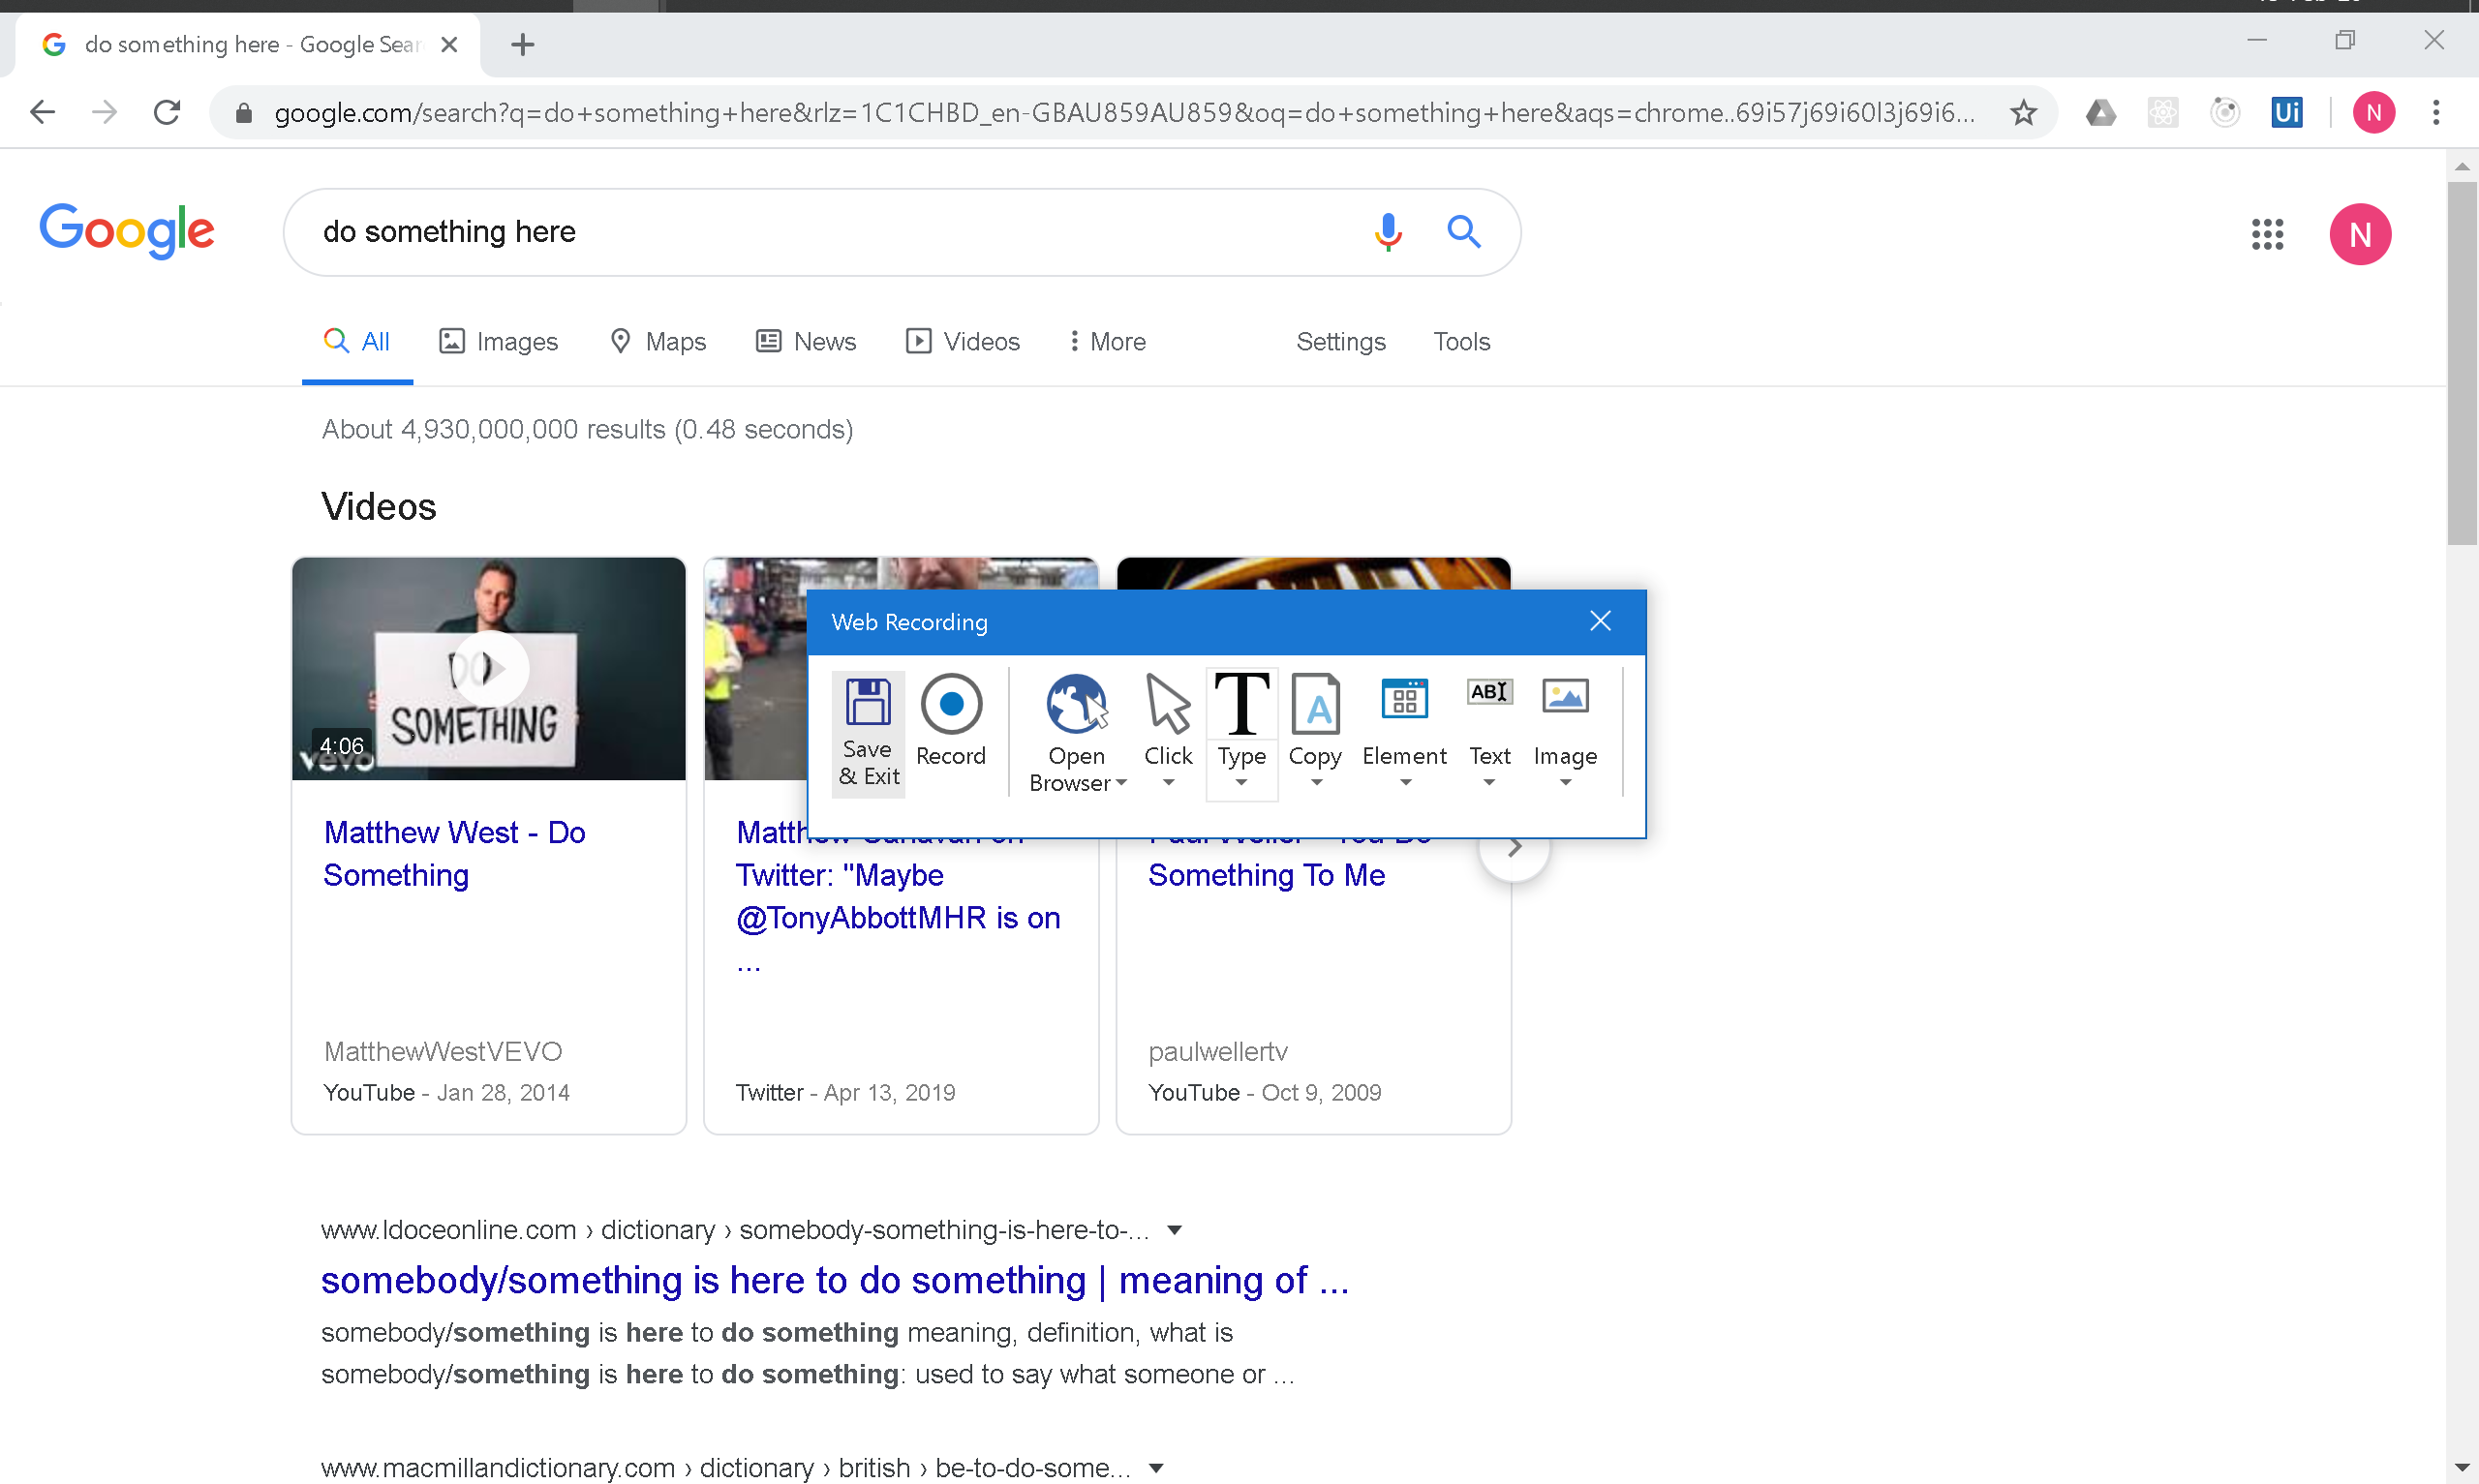 do something here - Google Sear
google.com/search?q=do+something+here&rlz=1C1CHBD_en-GBAU859AU859&oq=do+something+here&aqs=chrome..69i57j69i60l3j69i6...
Ui
N
Google
do something here
N
All
Images
Maps
News
Videos
More
Settings
Tools
About 4,930,000,000 results (0.48 seconds)
Videos
DO
SOMETHING
4:06
vevo
Web Recording
Save
& Exit
Record
Open
Browser
Click
Type
Copy
Element
Text
Image
Matthew West - Do
Something
MatthewWestVEVO
YouTube - Jan 28, 2014
on
Twitter: "Maybe
@TonyAbbottMHR is on
...
Twitter - Apr 13, 2019
Paul Weller - You Do
Something To Me
paulwellertv
YouTube - Oct 9, 2009
www.ldoceonline.com › dictionary › somebody-something-is-here-to-...
somebody/something is here to do something | meaning of ...
somebody/something is here to do something meaning, definition, what is
somebody/something is here to do something: used to say what someone or ...
www.macmillandictionary.com › dictionary › british › be-to-do-some...